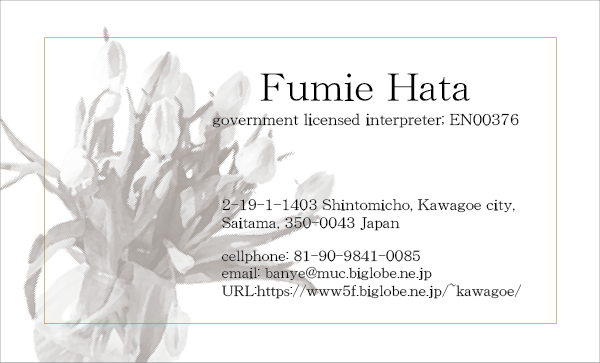 Fumie Hata
government licensed interpreter; EN00376
2-19-1-1403 Shintomicho, Kawagoe city,
Saitama, 350-0043 Japan
cellphone: 81-90-9841-0085
email: banye@muc.biglobe.ne.jp
URL:https://www5f.biglobe.ne.jp/~kawagoe/